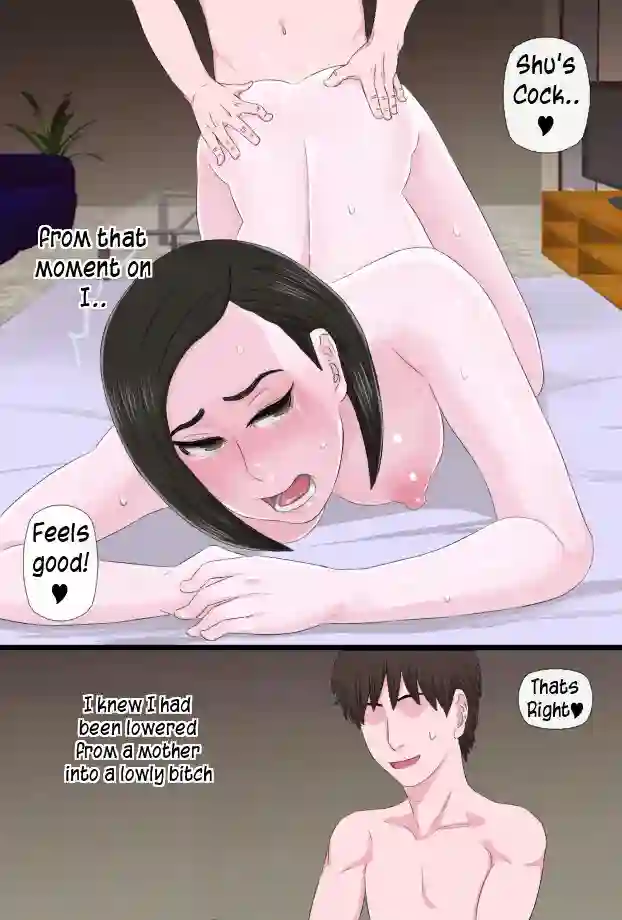 Shu's
Cock..
♥
from that
moment on
I..
Feels
good!
♥
I knew I had
been lowered
from a mother
into a lowly bitch
Thats
Right♥